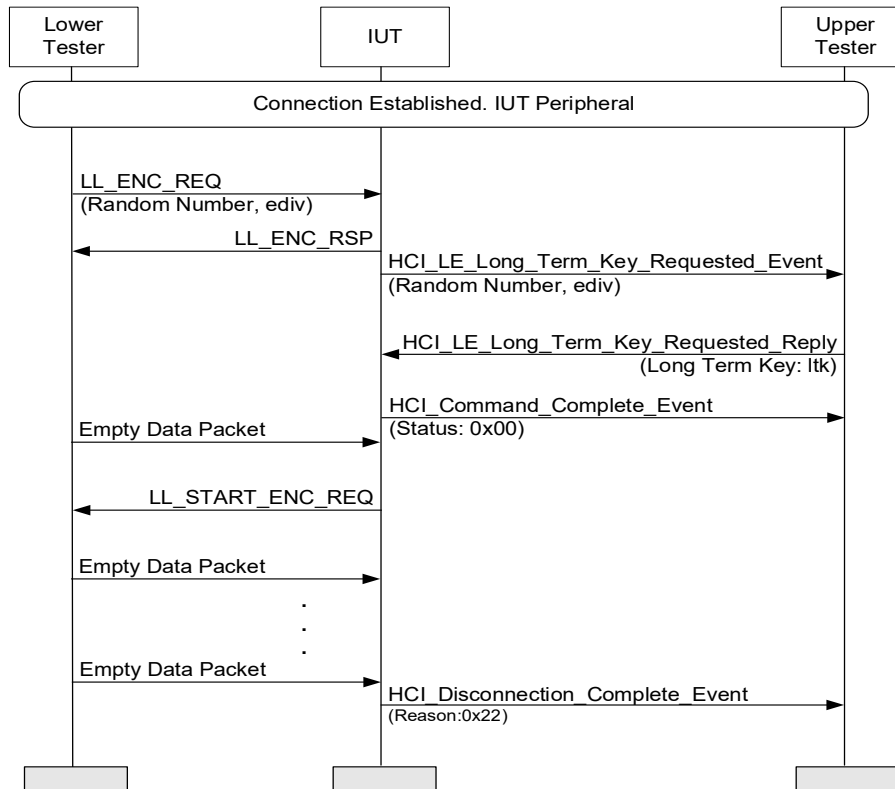 Lower
Tester
IUT
Upper
Tester
Connection Established. IUT Peripheral
LL_ENC_REQ
(Random Number, ediv)
LL_ENC_RSP
HCI_LE_Long_Term_Key_Requested_Event
(Random Number, ediv)
HCI_LE_Long_Term_Key_Requested_Reply
(Long Term Key: ltk)
HCI_Command_Complete_Event
(Status: 0x00)
Empty Data Packet
LL_START_ENC_REQ
Empty Data Packet
.
.
.
Empty Data Packet
HCI_Disconnection_Complete_Event
(Reason:0x22)